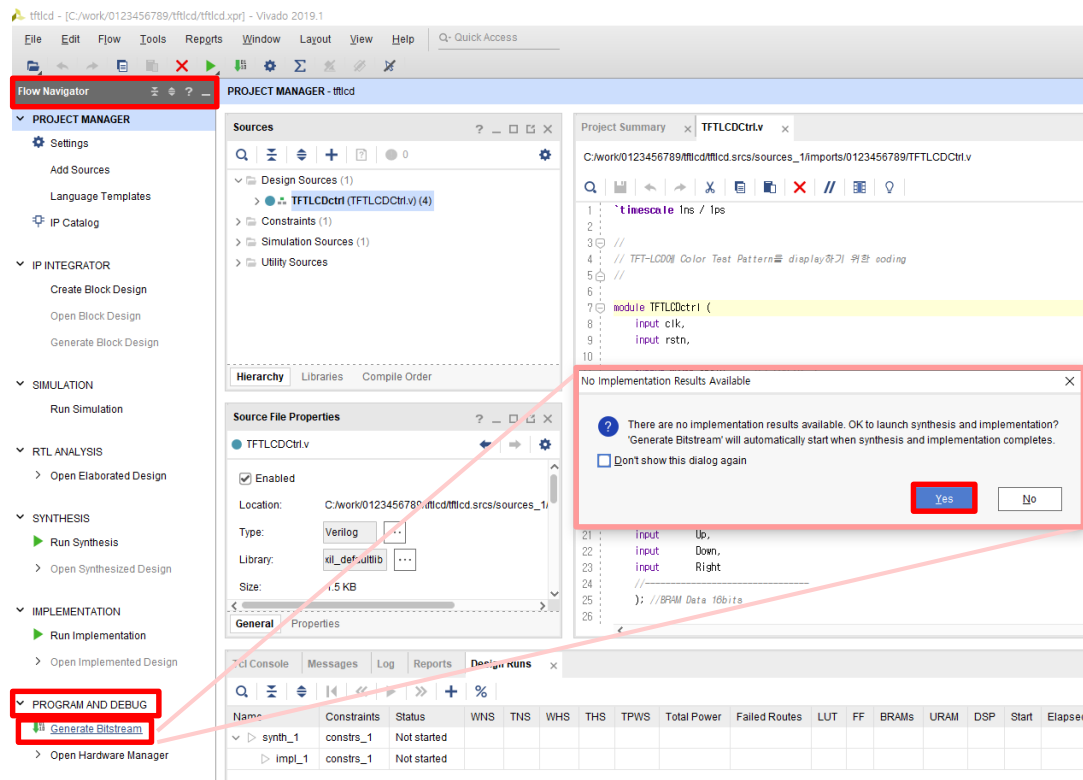 tftlcd - [C:/work/0123456789/tftlcd/tftlcd.xpr] - Vivado 2019.1
File Edit Flow Tools Reports Window Layout View Help Q- Quick Access
Flow Navigator
PROJECT MANAGER
Settings
Add Sources
Language Templates
IP Catalog
IP INTEGRATOR
Create Block Design
Open Block Design
Generate Block Design
SIMULATION
Run Simulation
RTL ANALYSIS
Open Elaborated Design
SYNTHESIS
Run Synthesis
Open Synthesized Design
IMPLEMENTATION
Run Implementation
Open Implemented Design
PROGRAM AND DEBUG
Generate Bitstream
Open Hardware Manager
PROJECT MANAGER - tftlcd
Sources
0
Design Sources (1)
TFTLCDctrl (TFTLCDCtrl.v) (4)
Constraints (1)
Simulation Sources (1)
Utility Sources
Hierarchy Libraries Compile Order
Source File Properties
TFTLCDCtrl.v
Enabled
Location: C:/work/0123456789/tftlcd/tftlcd.srcs/sources_1/
Type: Verilog
Library: xil_defaultlib
Size: 1.5 KB
General Properties
Project Summary TFTLCDCtrl.v
C:/work/0123456789/tftlcd/tftlcd.srcs/sources_1/imports/0123456789/TFTLCDCtrl.v
1 `timescale 1ns / 1ps
2
3 //
4 // TFT-LCD에 Color Test Pattern를 display하기 위한 coding
5 //
6
7 module TFTLCDctrl (
8 input clk,
9 input rstn,
10
No Implementation Results Available
There are no implementation results available. OK to launch synthesis and implementation?
'Generate Bitstream' will automatically start when synthesis and implementation completes.
Don't show this dialog again
Yes No
21 input Up,
22 input Down,
23 input Right
24 //--------------------------------
25 ); //BRAM Data 16bits
26
Tcl Console Messages Log Reports Design Runs
Name Constraints Status WNS TNS WHS THS TPWS Total Power Failed Routes LUT FF BRAMs URAM DSP Start Elapsed
synth_1 constrs_1 Not started
impl_1 constrs_1 Not started